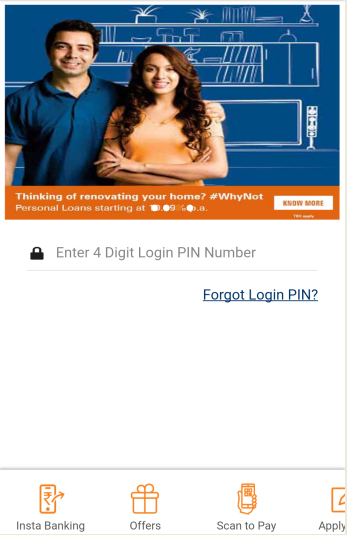 Thinking of renovating your home? #WhyNot
Personal Loans starting at p.a.
KNOW MORE
T&C apply
Enter 4 Digit Login PIN Number
Forgot Login PIN?
Insta Banking
Offers
Scan to Pay
Apply